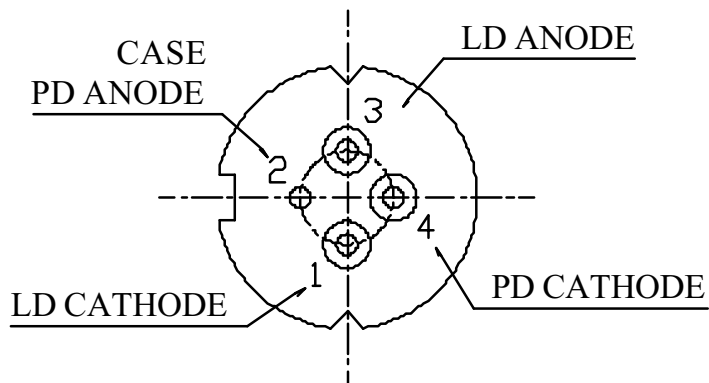 CASE
PD ANODE
LD ANODE
3
2
4
1
LD CATHODE
PD CATHODE